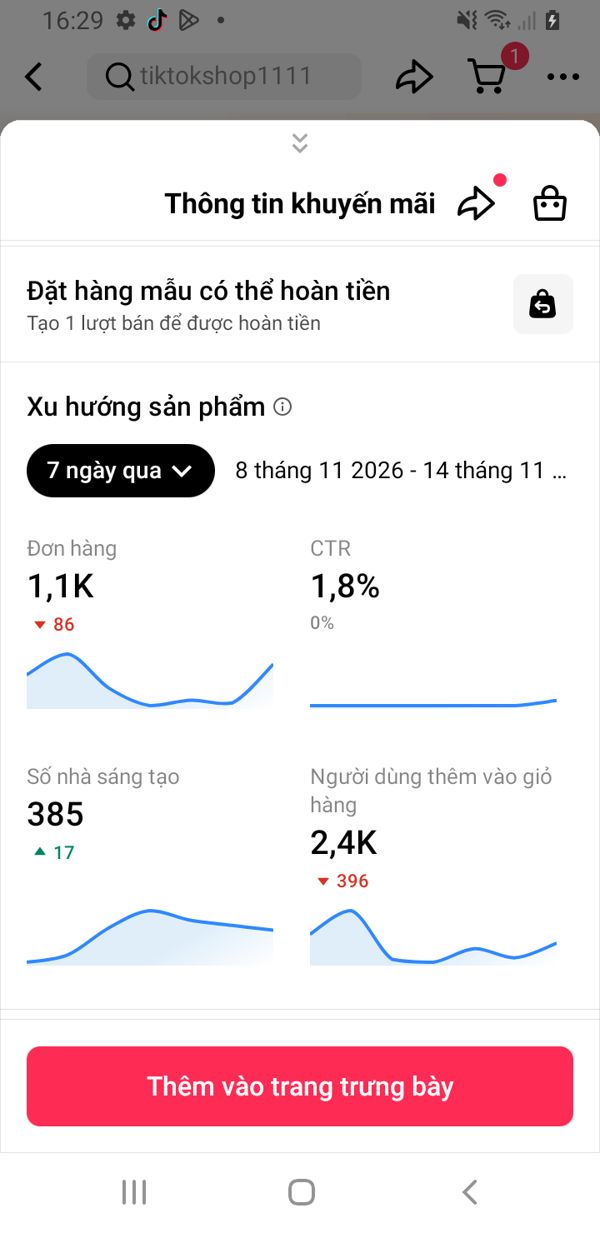 16:29
tiktokshop1111
1
Thông tin khuyến mãi
Đặt hàng mẫu có thể hoàn tiền
Tạo 1 lượt bán để được hoàn tiền
Xu hướng sản phẩm
7 ngày qua
8 tháng 11 2026 - 14 tháng 11 ...
Đơn hàng
1,1K
86
CTR
1,8%
0%
Số nhà sáng tạo
385
17
Người dùng thêm vào giỏ
hàng
2,4K
396
Thêm vào trang trưng bày